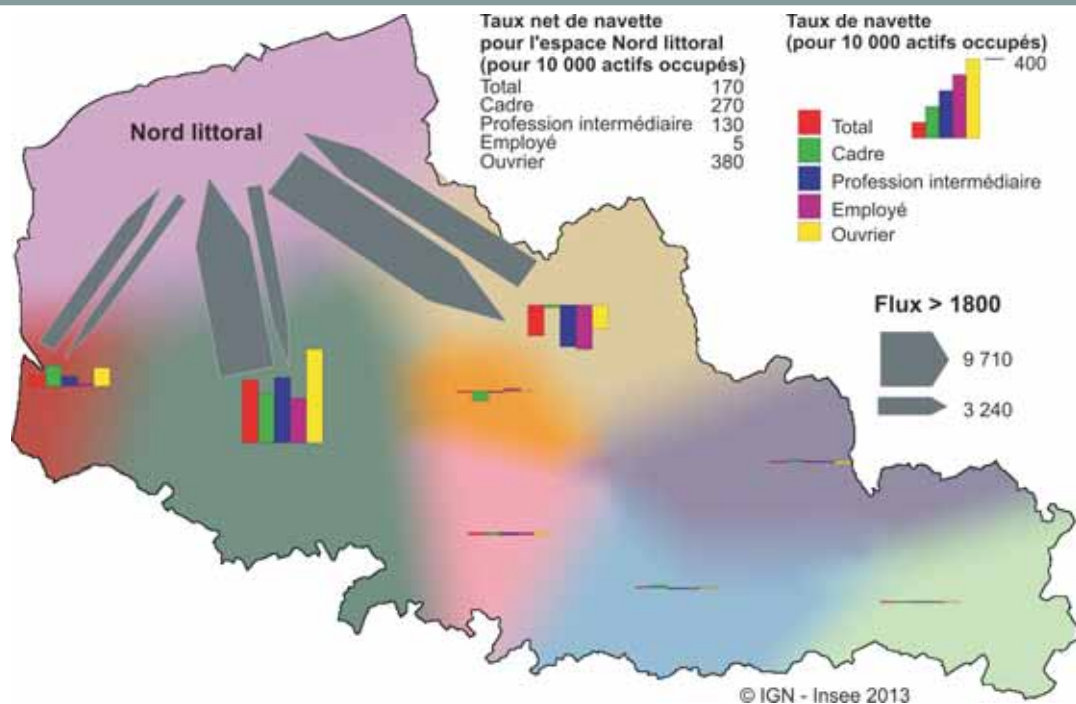 Taux net de navette
pour l'espace Nord littoral
(pour 10 000 actifs occupés)
Total 170
Cadre 270
Profession intermédiaire 130
Employé 5
Ouvrier 380
Taux de navette
(pour 10 000 actifs occupés)
400
Total
Cadre
Profession intermédiaire
Employé
Ouvrier
Nord littoral
Flux > 1800
9 710
3 240
© IGN - Insee 2013